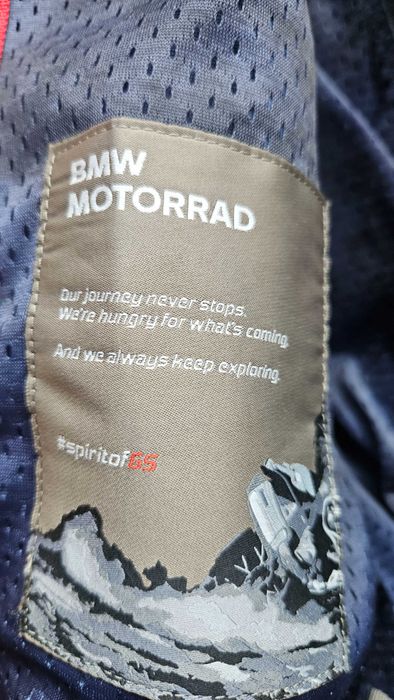 BMW
MOTORRAD
Our journey never stops.
We're hungry for what's coming.
And we always keep exploring.
#spiritofGS